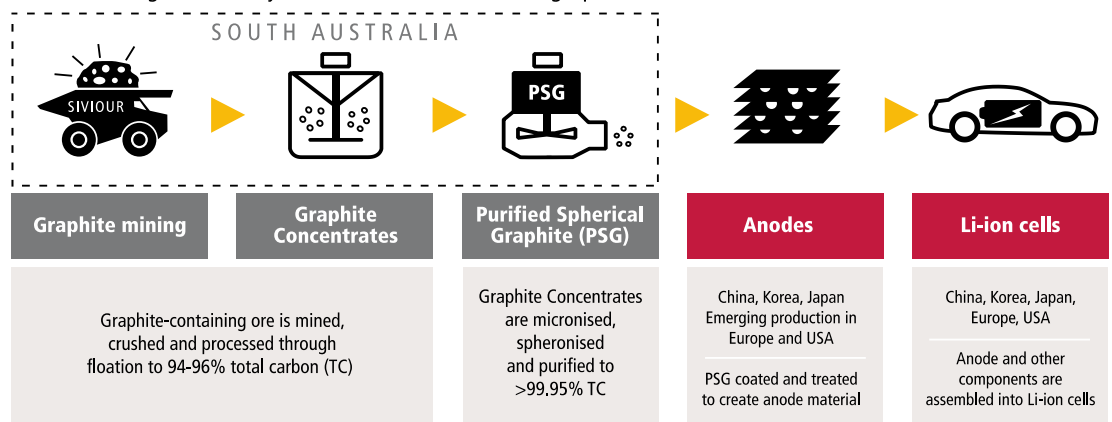 SOUTH AUSTRALIA
SIVIOUR
PSG
Graphite mining
Graphite
Concentrates
Purified Spherical
Graphite (PSG)
Anodes
Li-ion cells
Graphite-containing ore is mined,
crushed and processed through
floation to 94-96% total carbon (TC)
Graphite Concentrates
are micronised,
spheronised
and purified to
>99.95% TC
China, Korea, Japan
Emerging production in
Europe and USA
PSG coated and treated
to create anode material
China, Korea, Japan,
Europe, USA
Anode and other
components are
assembled into Li-ion cells